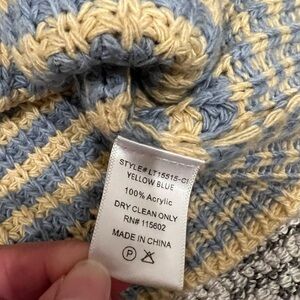 STYLE# LT15515-CI
YELLOW BLUE
100% Acrylic
DRY CLEAN ONLY
RN# 115602
MADE IN CHINA
P